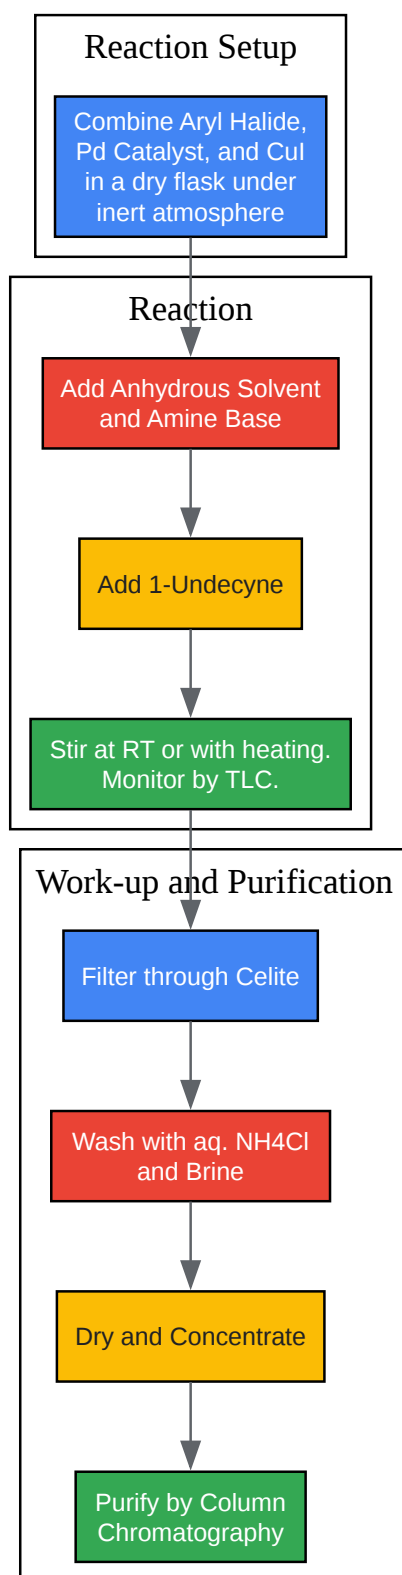 Reaction Setup
Combine Aryl Halide,
Pd Catalyst, and CuI
in a dry flask under
inert atmosphere
Reaction
Add Anhydrous Solvent
and Amine Base
Add 1-Undecyne
Stir at RT or with heating.
Monitor by TLC.
Work-up and Purification
Filter through Celite
Wash with aq. NH4Cl
and Brine
Dry and Concentrate
Purify by Column
Chromatography